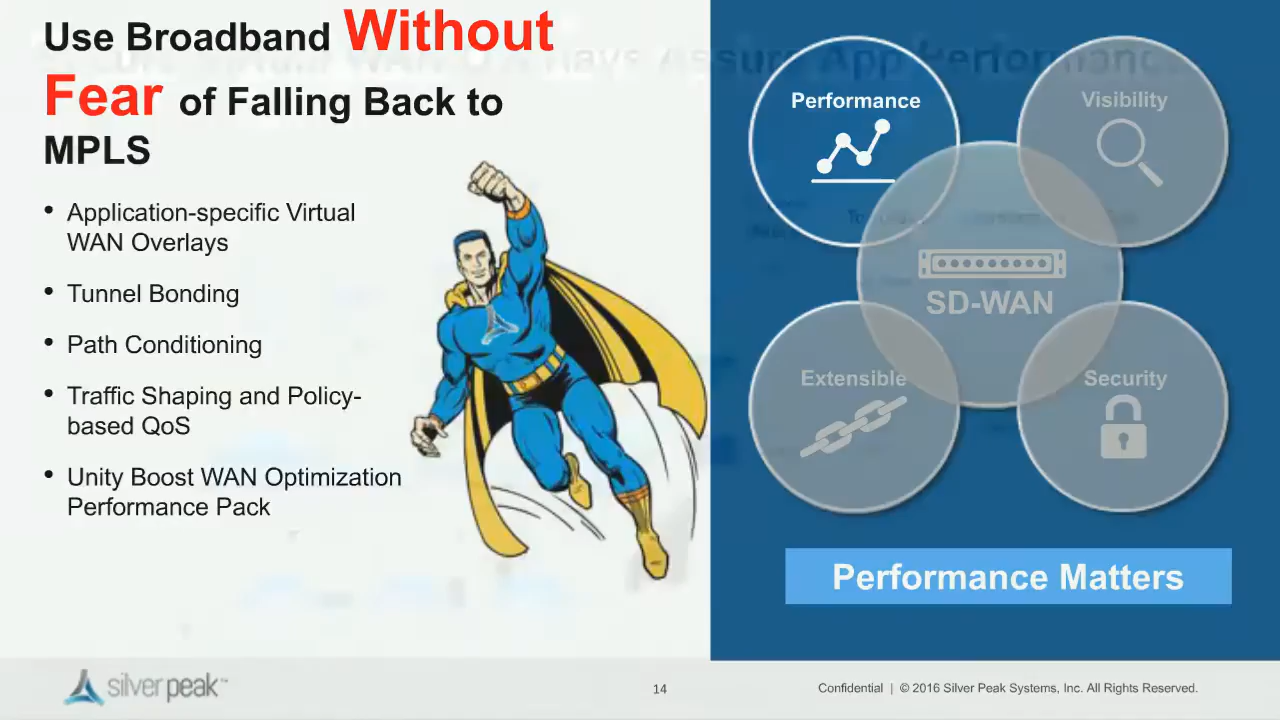 Use Broadband Without
Fear of Falling Back to
MPLS
• Application-specific Virtual
WAN Overlays
• Tunnel Bonding
• Path Conditioning
• Traffic Shaping and Policy-
based QoS
• Unity Boost WAN Optimization
Performance Pack
Performance
Visibility
SD-WAN
Extensible
Security
Performance Matters
silver peak™
14
Confidential | © 2016 Silver Peak Systems, Inc. All Rights Reserved.